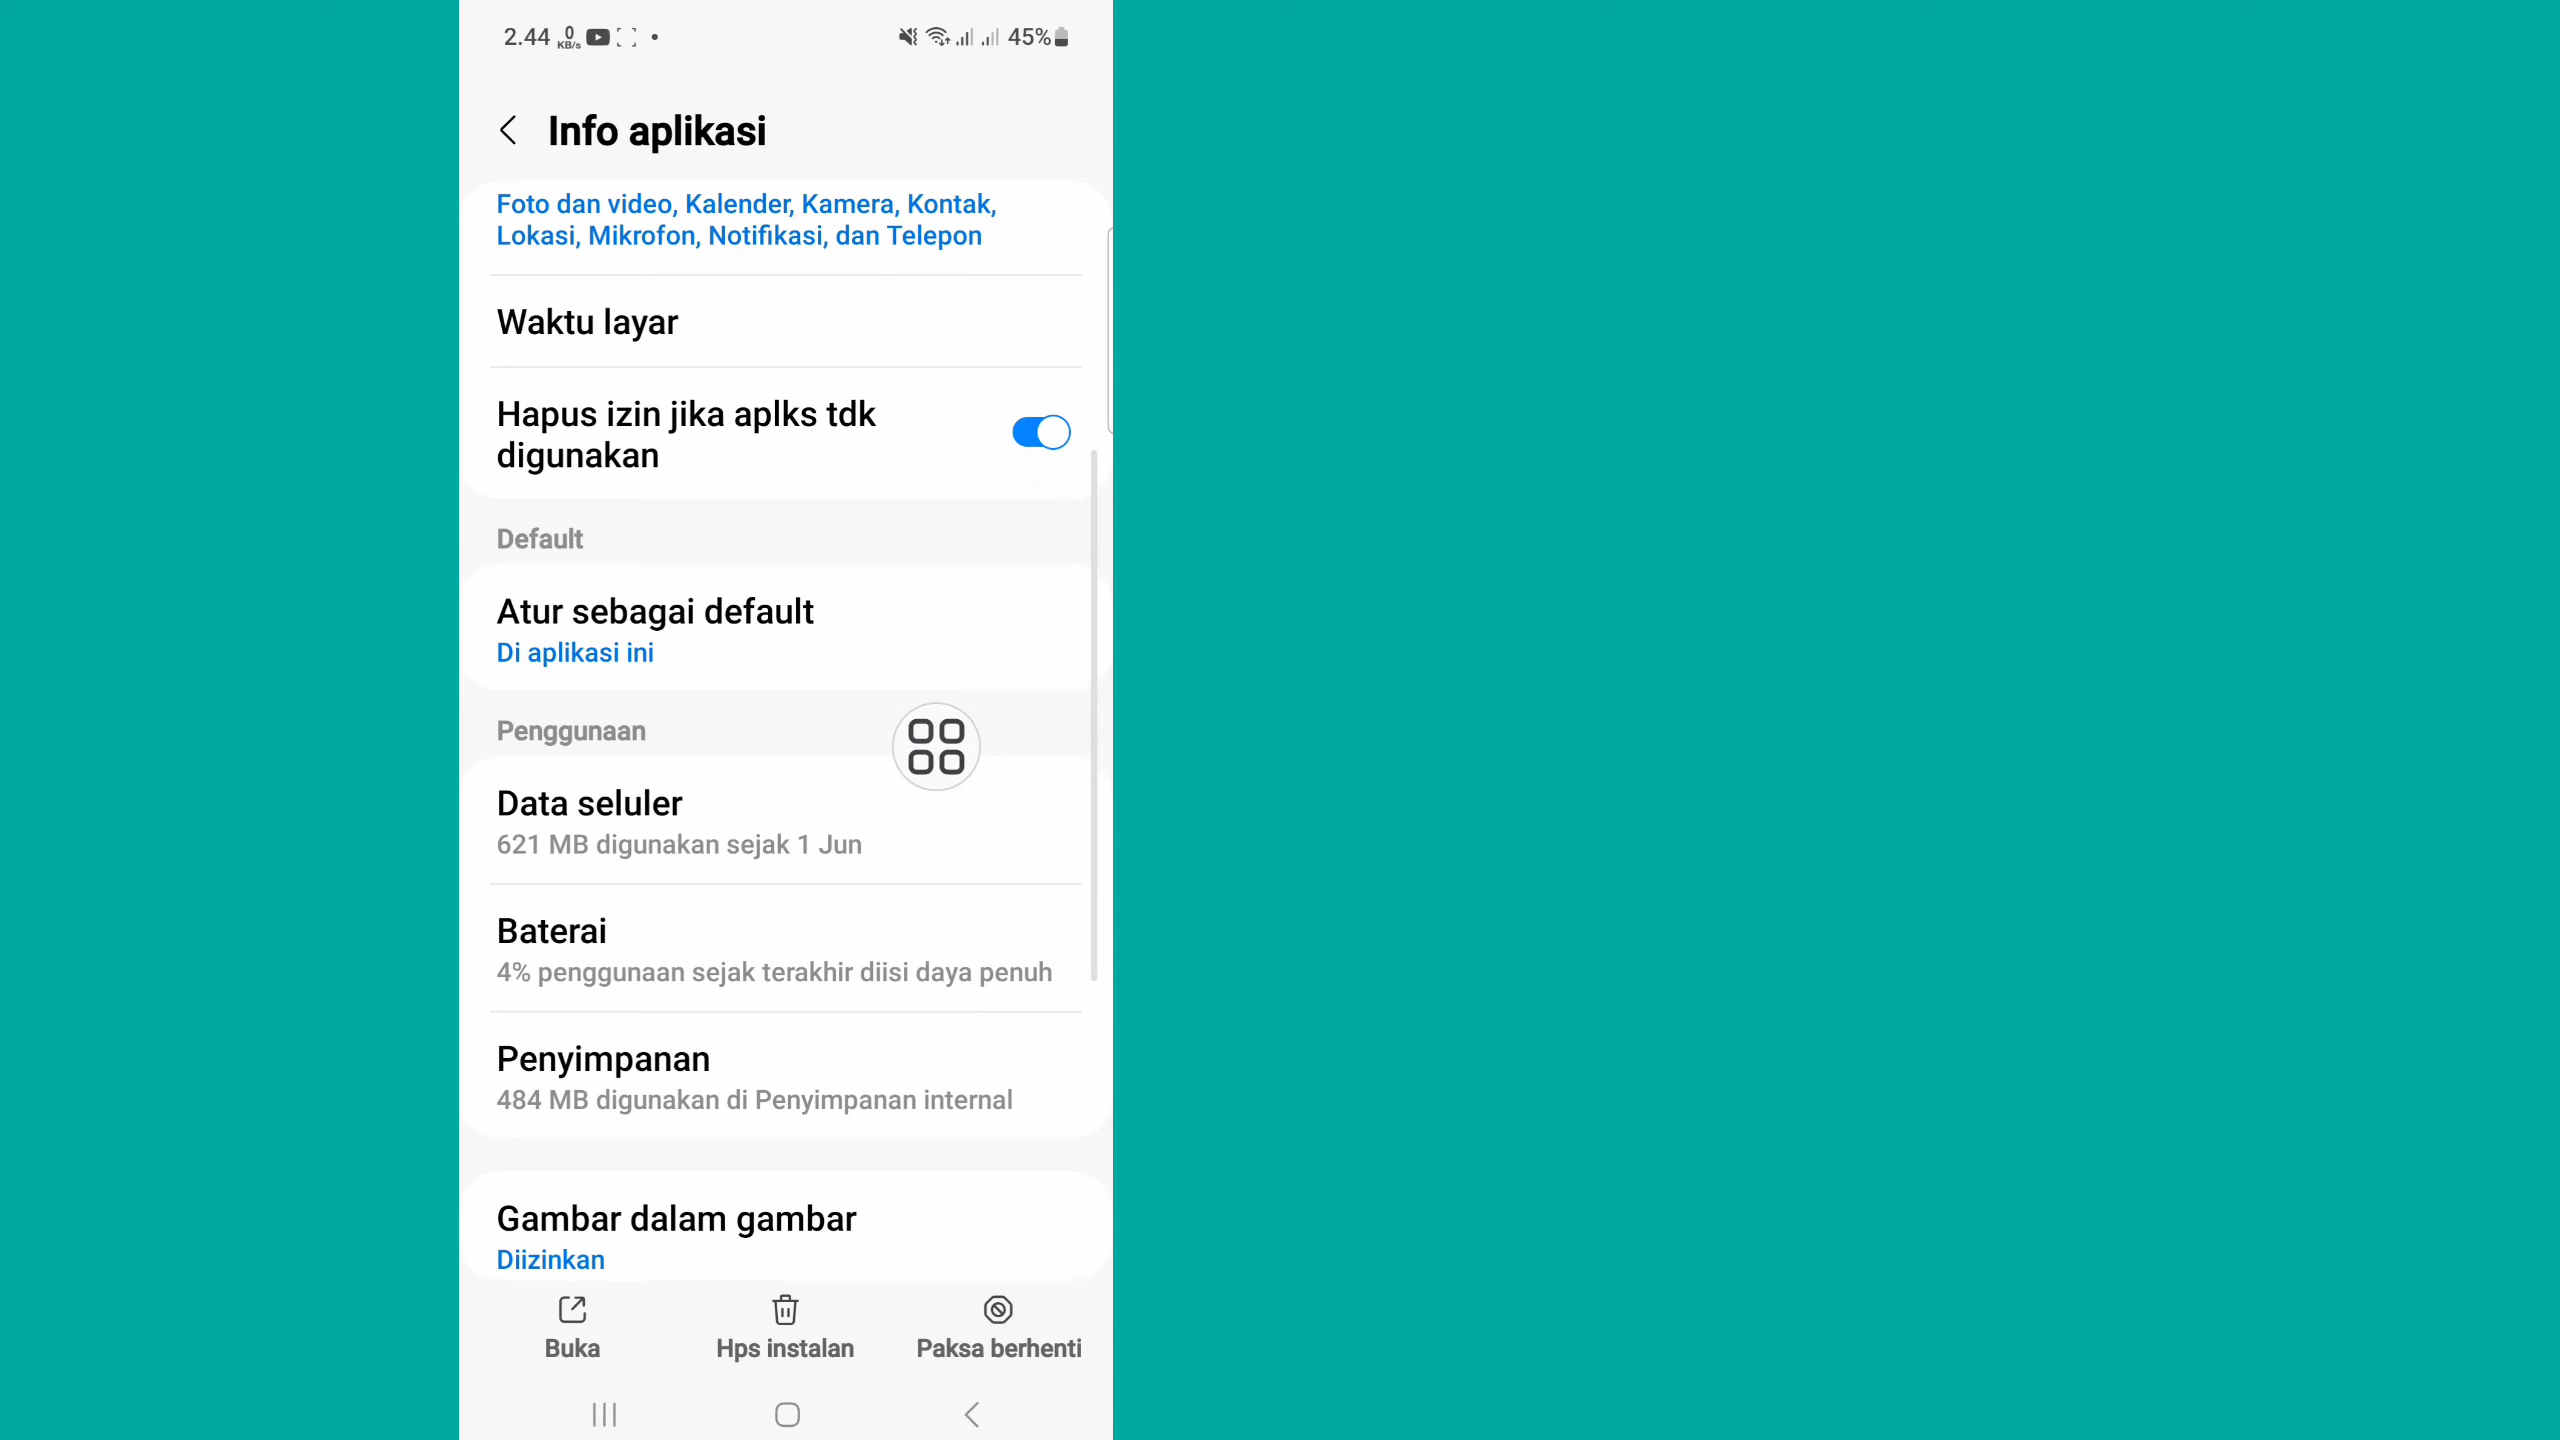 2.44 0 KB/s 45%
Info aplikasi
Foto dan video, Kalender, Kamera, Kontak,
Lokasi, Mikrofon, Notifikasi, dan Telepon
Waktu layar
Hapus izin jika aplks tdk
digunakan
Default
Atur sebagai default
Di aplikasi ini
Penggunaan
Data seluler
621 MB digunakan sejak 1 Jun
Baterai
4% penggunaan sejak terakhir diisi daya penuh
Penyimpanan
484 MB digunakan di Penyimpanan internal
Gambar dalam gambar
Diizinkan
Buka Hps instalan Paksa berhenti